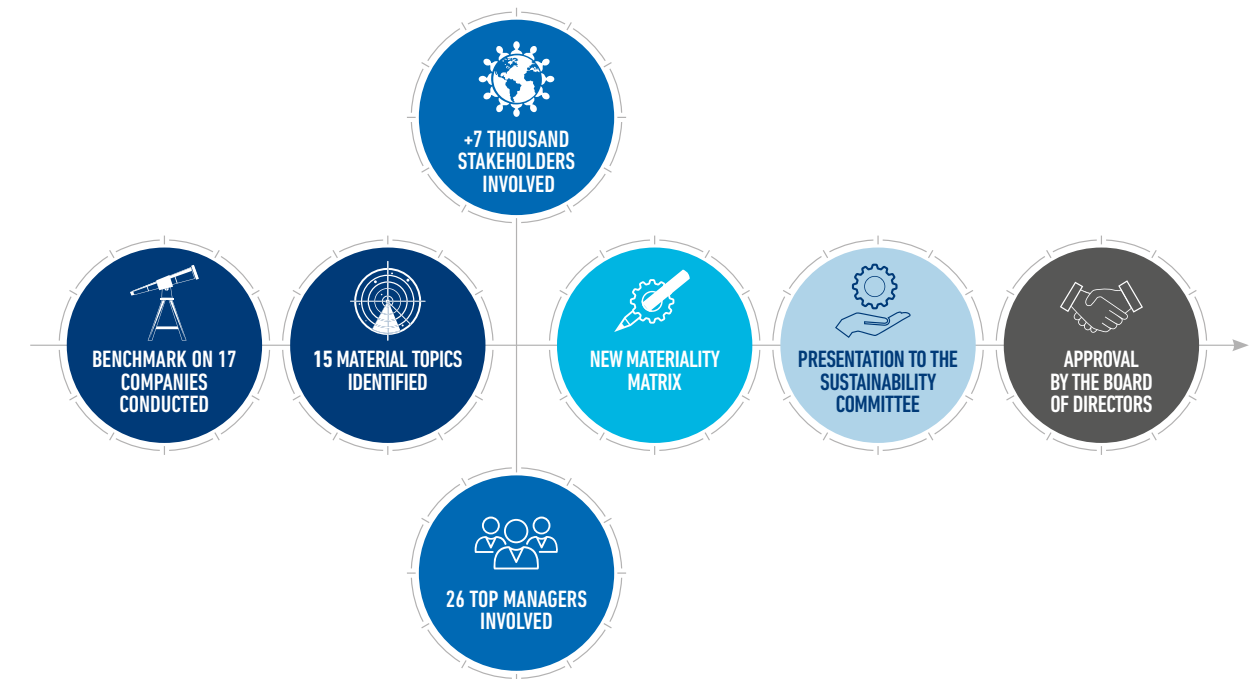 +7 THOUSAND
STAKEHOLDERS
INVOLVED
BENCHMARK ON 17
COMPANIES
CONDUCTED
15 MATERIAL TOPICS
IDENTIFIED
NEW MATERIALITY
MATRIX
PRESENTATION TO THE
SUSTAINABILITY
COMMITTEE
APPROVAL
BY THE BOARD
OF DIRECTORS
26 TOP MANAGERS
INVOLVED